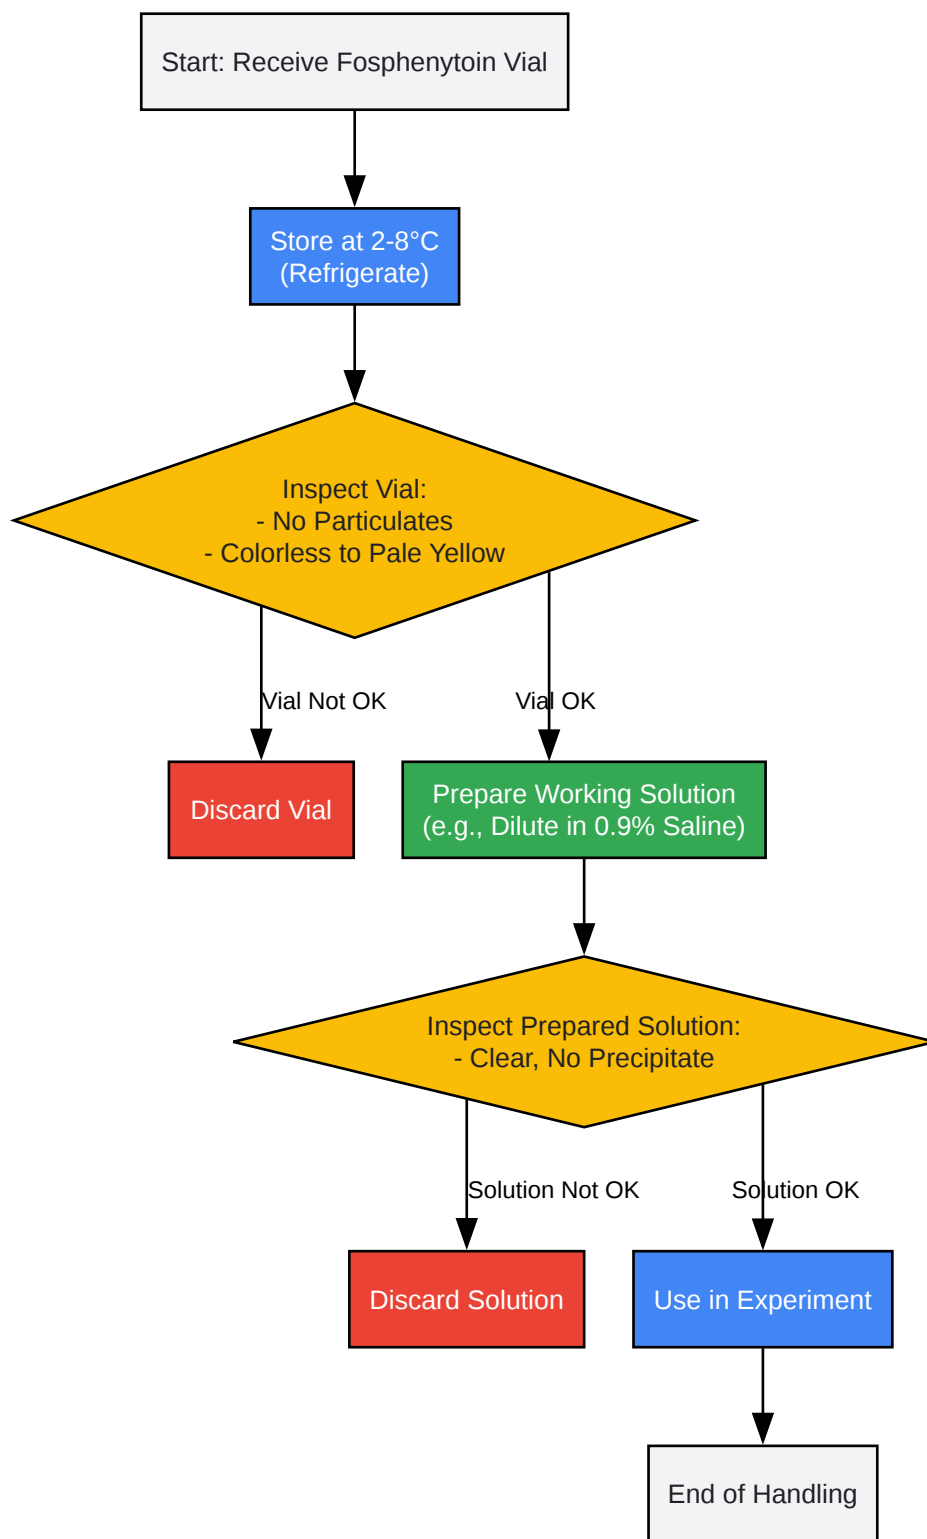 Start: Receive Fosphenytoin Vial
Store at 2-8°C
(Refrigerate)
Inspect Vial:
- No Particulates
- Colorless to Pale Yellow
Vial Not OK
Vial OK
Discard Vial
Prepare Working Solution
(e.g., Dilute in 0.9% Saline)
Inspect Prepared Solution:
- Clear, No Precipitate
Solution Not OK
Solution OK
Discard Solution
Use in Experiment
End of Handling